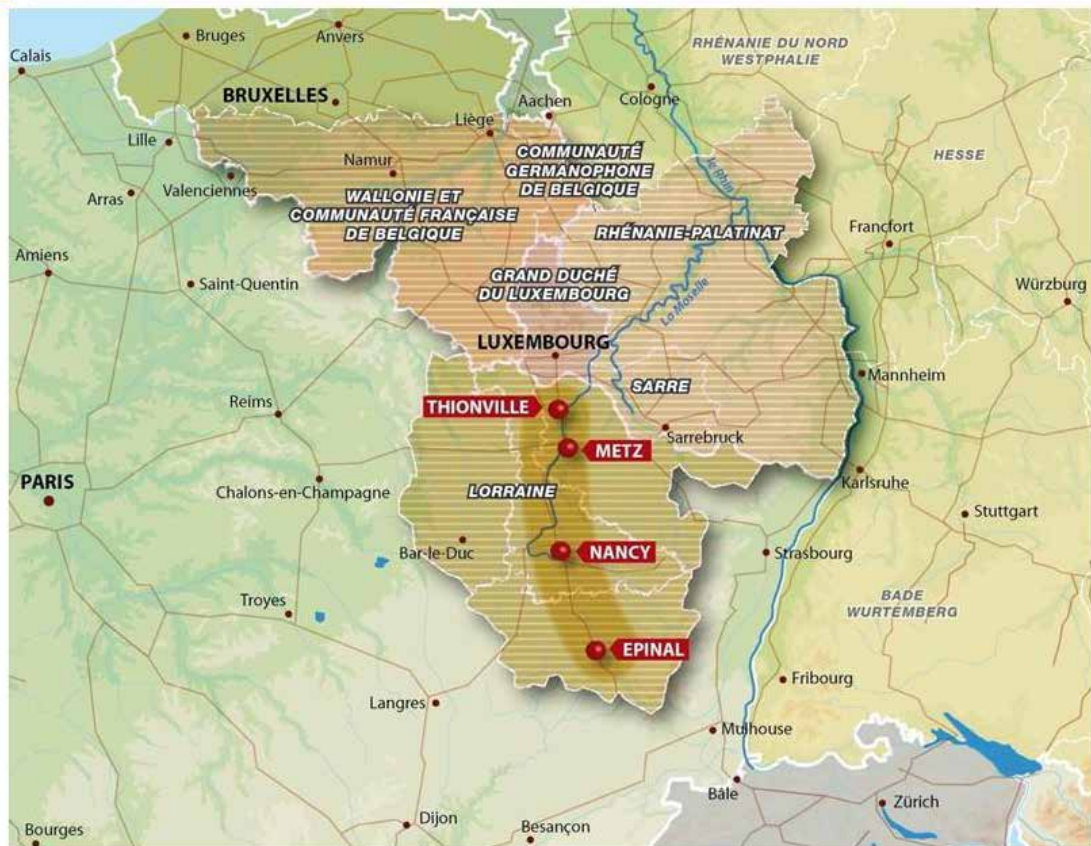 Bruges
Anvers
Calais
RHÉNANIE DU NORD
WESTPHALIE
BRUXELLES
Aachen
Cologne
Lille
Liège
COMMUNAUTÉ
GERMANOPHONE
DE BELGIQUE
HESSE
Namur
Valenciennes
Arras
WALLONIE ET
COMMUNAUTÉ FRANÇAISE
DE BELGIQUE
le Rhin
RHÉNANIE-PALATINAT
Francfort
Amiens
Saint-Quentin
GRAND DUCHÉ
DU LUXEMBOURG
La Moselle
Würzburg
LUXEMBOURG
Mannheim
SARRE
Reims
THIONVILLE
Sarrebruck
METZ
PARIS
Chalons-en-Champagne
LORRAINE
Karlsruhe
Stuttgart
Bar-le-Duc
NANCY
Strasbourg
Troyes
BADE
WURTEMBERG
EPINAL
Langres
Fribourg
Mulhouse
Bâle
Zürich
Dijon
Besançon
Bourges